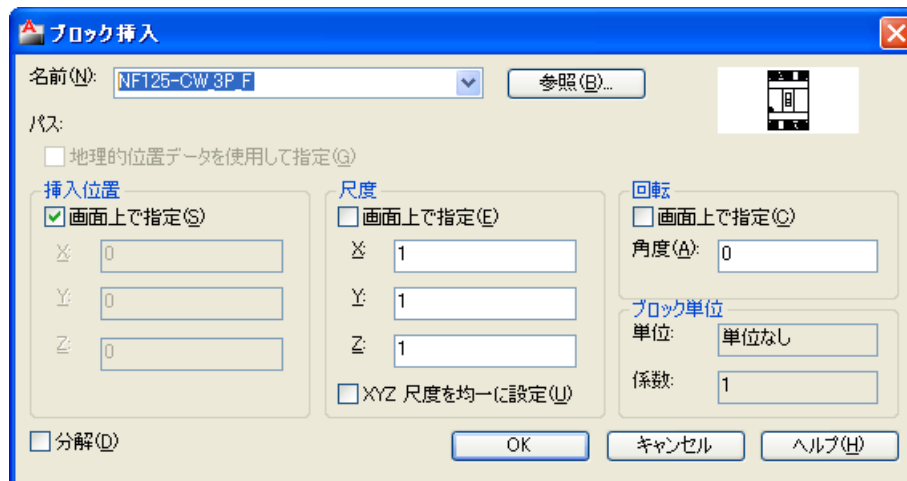 ブロック挿入
名前(N): NF125-CW_3P_F 参照(B)...
パス:
地理的位置データを使用して指定(G)
挿入位置
画面上で指定(S)
X: 0
Y: 0
Z: 0
尺度
画面上で指定(E)
X: 1
Y: 1
Z: 1
XYZ 尺度を均一に設定(U)
回転
画面上で指定(C)
角度(A): 0
ブロック単位
単位: 単位なし
係数: 1
分解(D)
OK キャンセル ヘルプ(H)